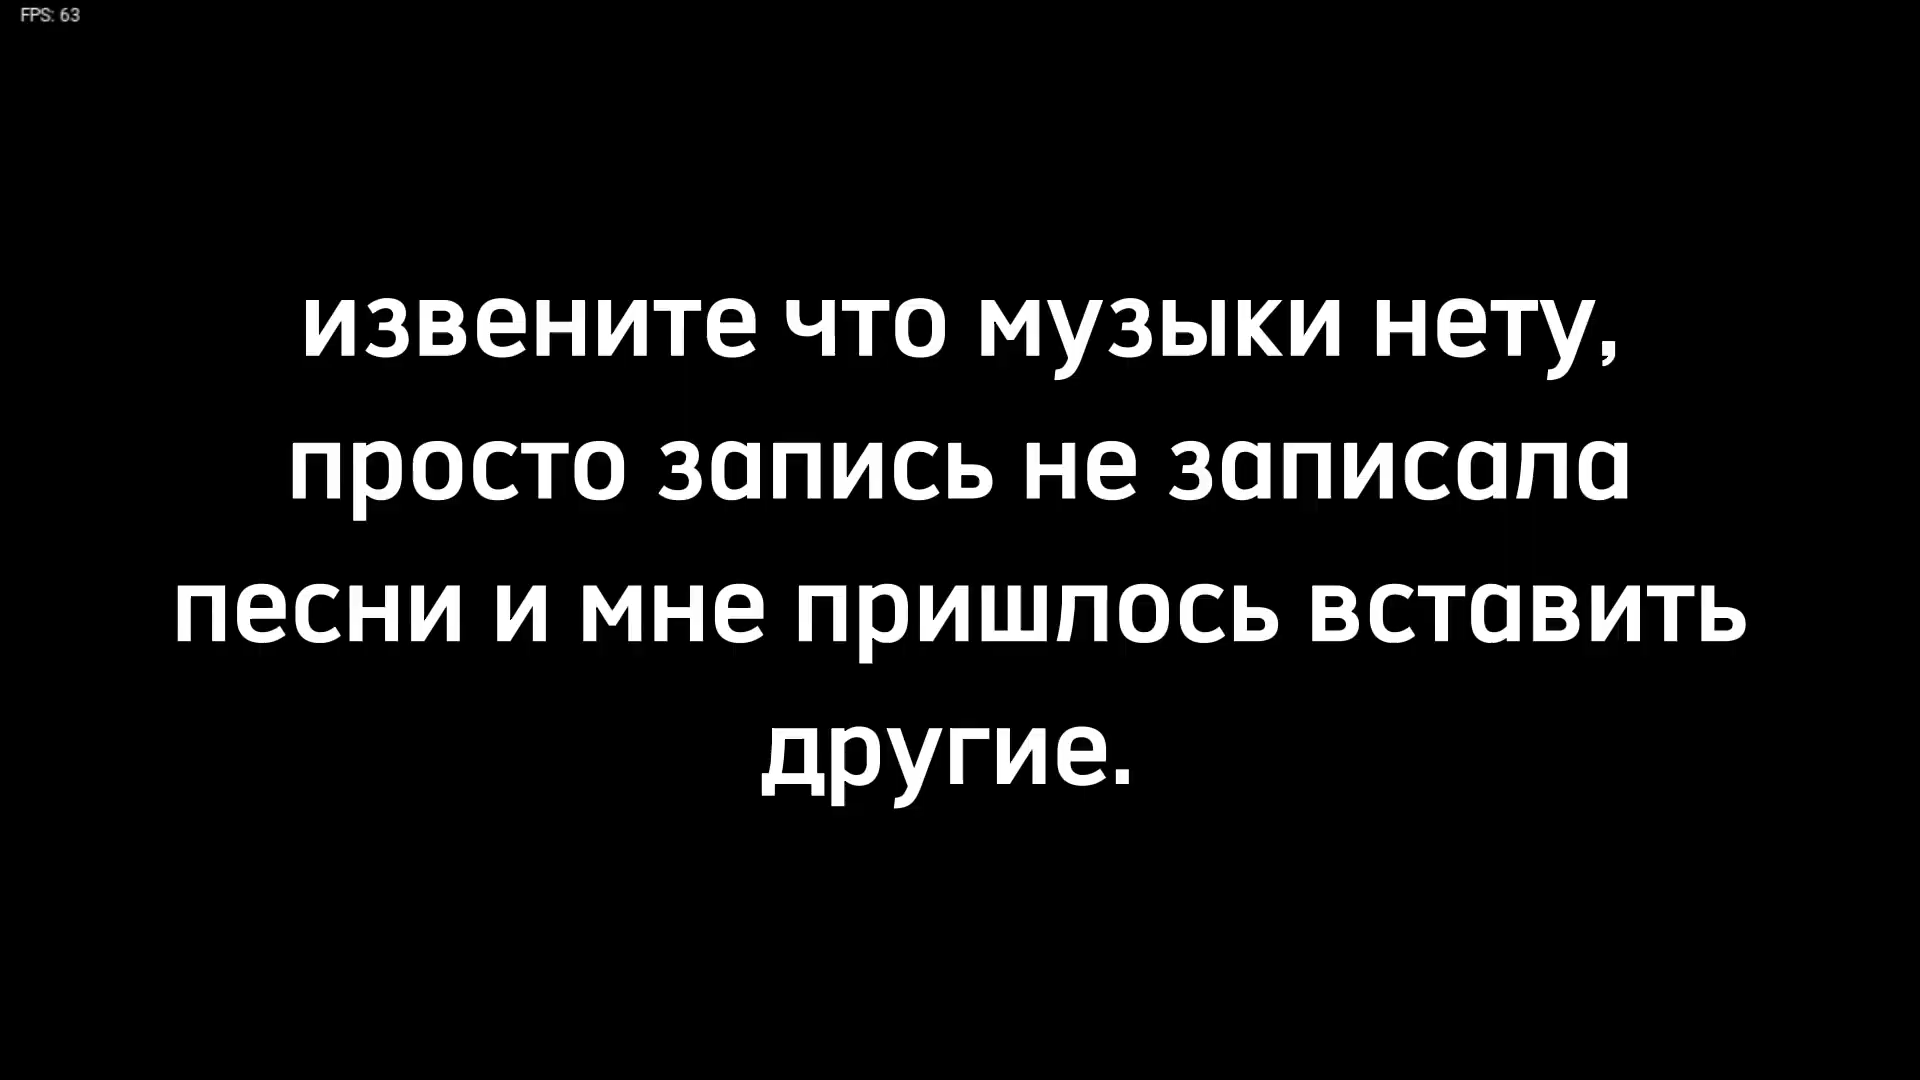 FPS: 63
извените что музыки нету,
просто запись не записала
песни и мне пришлось вставить
другие.